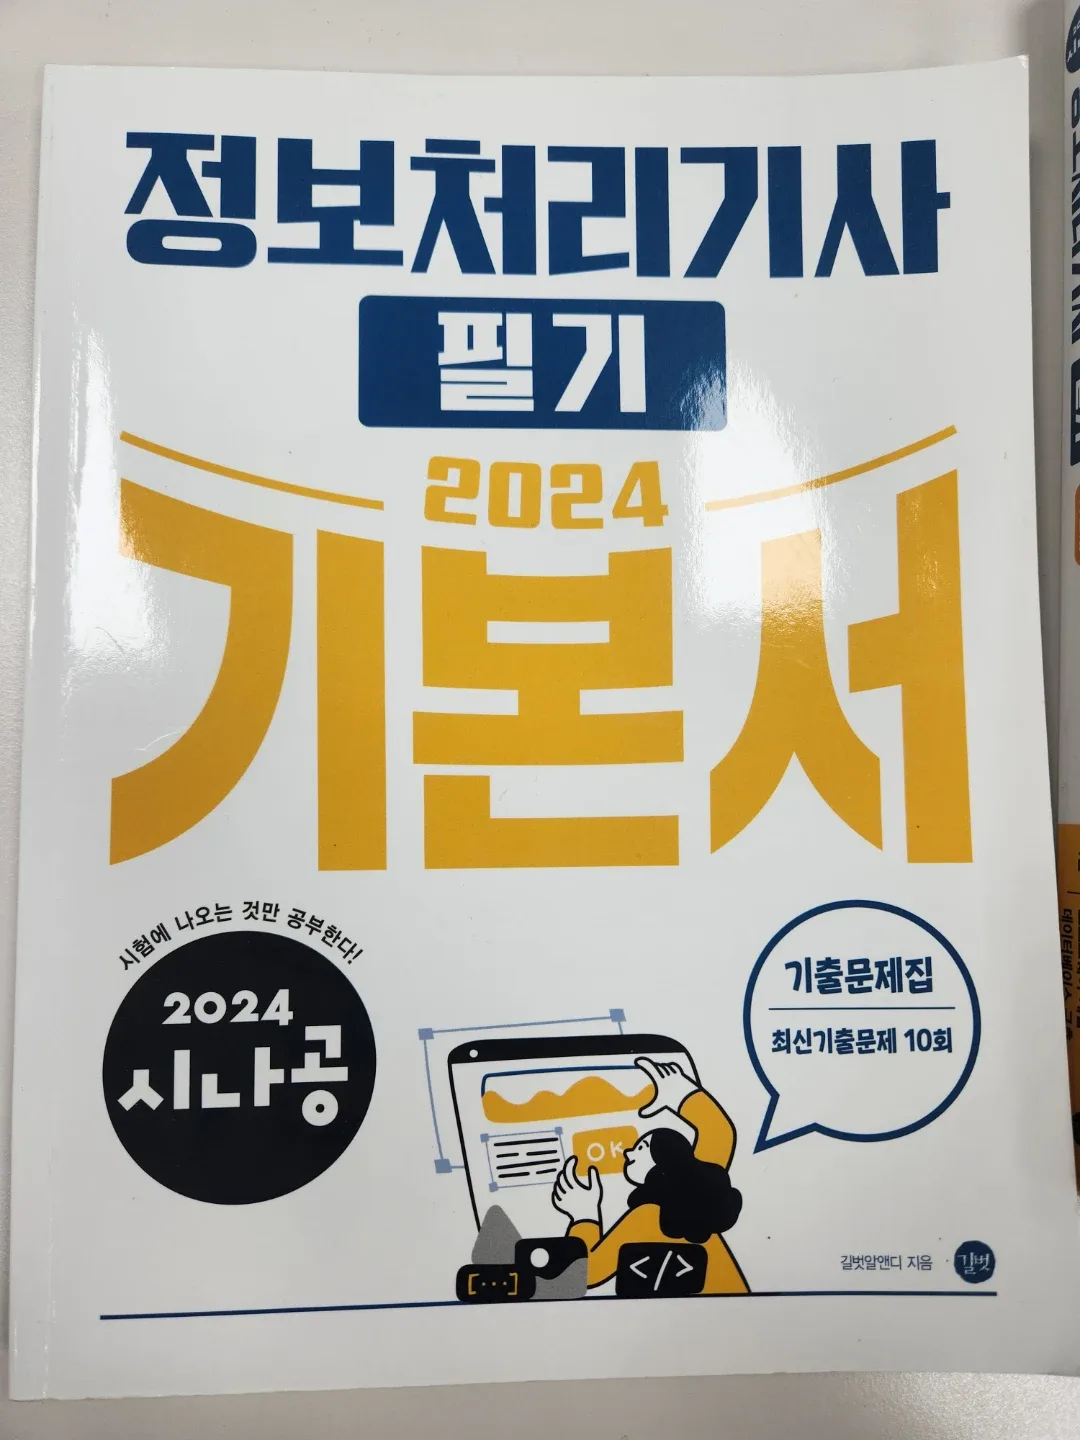 정보처리기사
필기
2024
기본서
시험에 나오는 것만 공부한다!
2024
시나공
기출문제집
최신기출문제 10회
OK
[···]
</>
길벗알앤디 지음
길벗